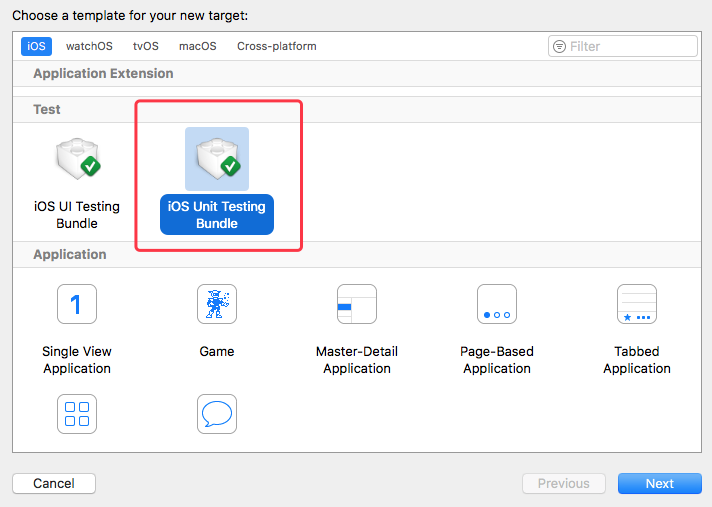 Choose a template for your new target:
iOS watchOS tvOS macOS Cross-platform Filter
Application Extension
Test
iOS UI Testing
Bundle
iOS Unit Testing
Bundle
Application
1
Single View
Application
Game
Master-Detail
Application
Page-Based
Application
Tabbed
Application
Cancel Previous Next